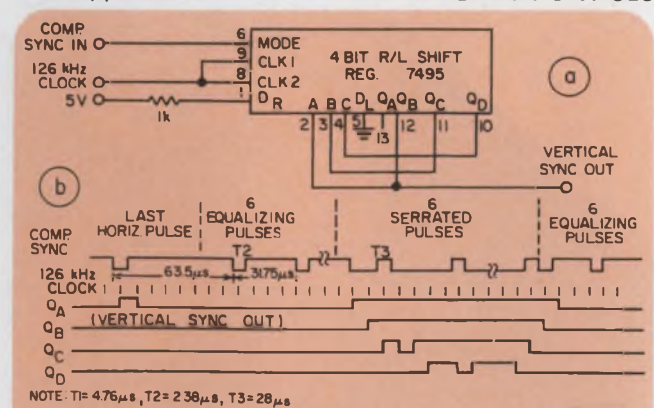 COMP.
SYNC IN
126 kHz
CLOCK
5V
1k
6
9
8
1
MODE
CLK 1
CLK 2
DR
4 BIT R/L SHIFT
REG. 7495
A B C DL QA QB QC QD
2 3 4 5 13 12 11 10
a
VERTICAL
SYNC OUT
b
LAST
HORIZ PULSE
6
EQUALIZING
PULSES
6
SERRATED
PULSES
6
EQUALIZING
PULSES
COMP.
SYNC
T2
T3
63.5µs
31.75µs
126 kHz
CLOCK
QA
(VERTICAL SYNC OUT)
QB
QC
QD
NOTE: T1= 4.76µs, T2= 2.38µs, T3=28µs